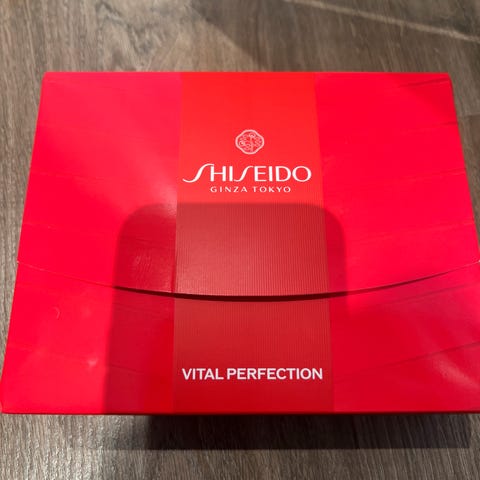 SHISEIDO
GINZA TOKYO
VITAL PERFECTION